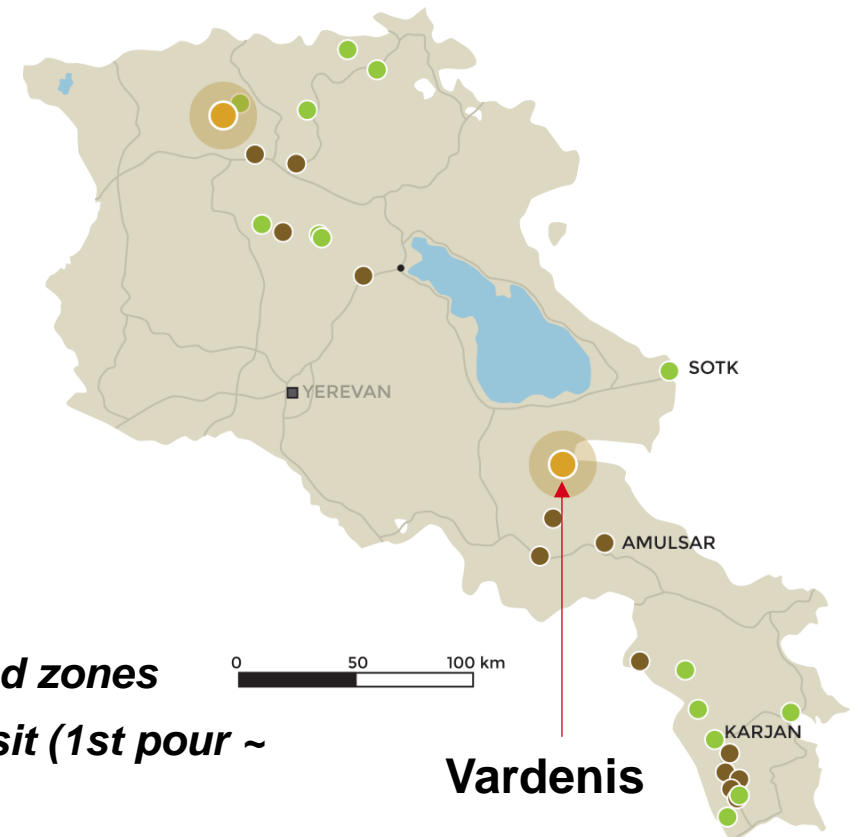 SOTK
YEREVAN
AMULSAR
0 50 100 km
d zones
sit (1st pour ~
KARJAN
Vardenis